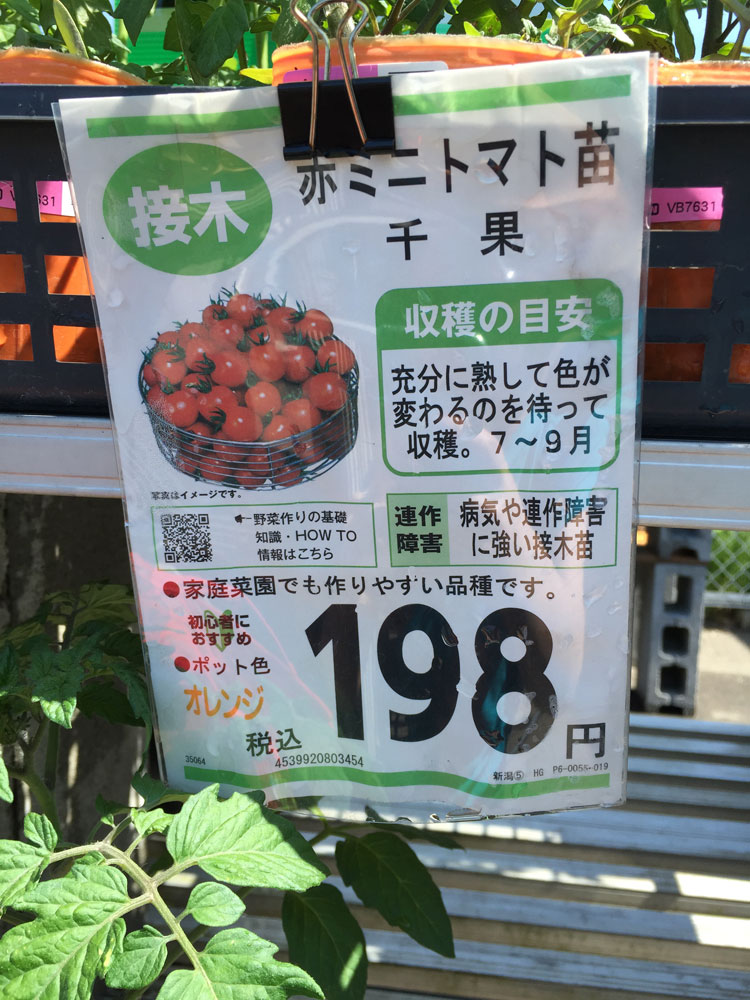 接木
赤ミニトマト苗
千果
収穫の目安
充分に熟して色が
変わるのを待って
収穫。7～9月
写真はイメージです。
野菜作りの基礎
知識・HOW TO
情報はこちら
連作
障害
病気や連作障害
に強い接木苗
●家庭菜園でも作りやすい品種です。
初心者に
おすすめ
●ポット色
オレンジ
税込
198円
35064
4539920803454
新潟⑤ HG P6-0055-019
VB7631